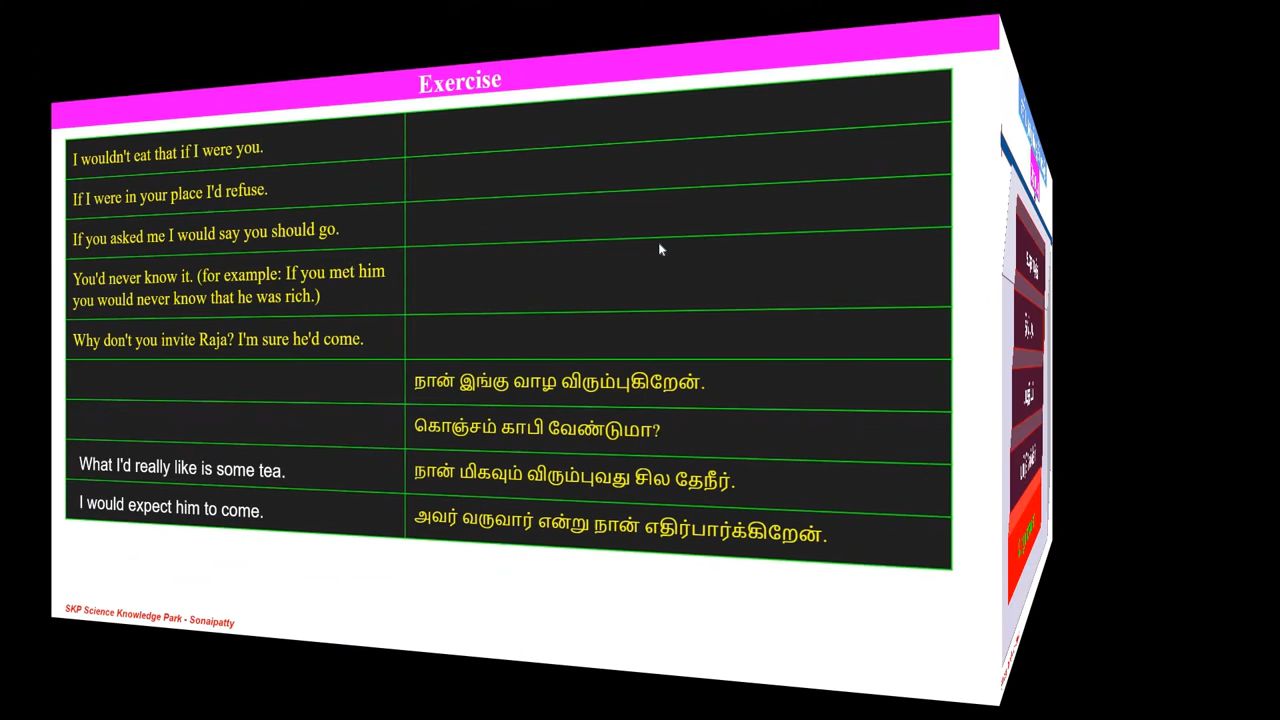 Exercise
I wouldn't eat that if I were you.
If I were in your place I'd refuse.
If you asked me I would say you should go.
You'd never know it. (for example: If you met him
you would never know that he was rich.)
Why don't you invite Raja? I'm sure he'd come.
நான் இங்கு வாழ விரும்புகிறேன்.
கொஞ்சம் காபி வேண்டுமா?
What I'd really like is some tea.
நான் மிகவும் விரும்புவது சில தேநீர்.
I would expect him to come.
அவர் வருவார் என்று நான் எதிர்பார்க்கிறேன்.
SKP Science Knowledge Park - Sonaipatty